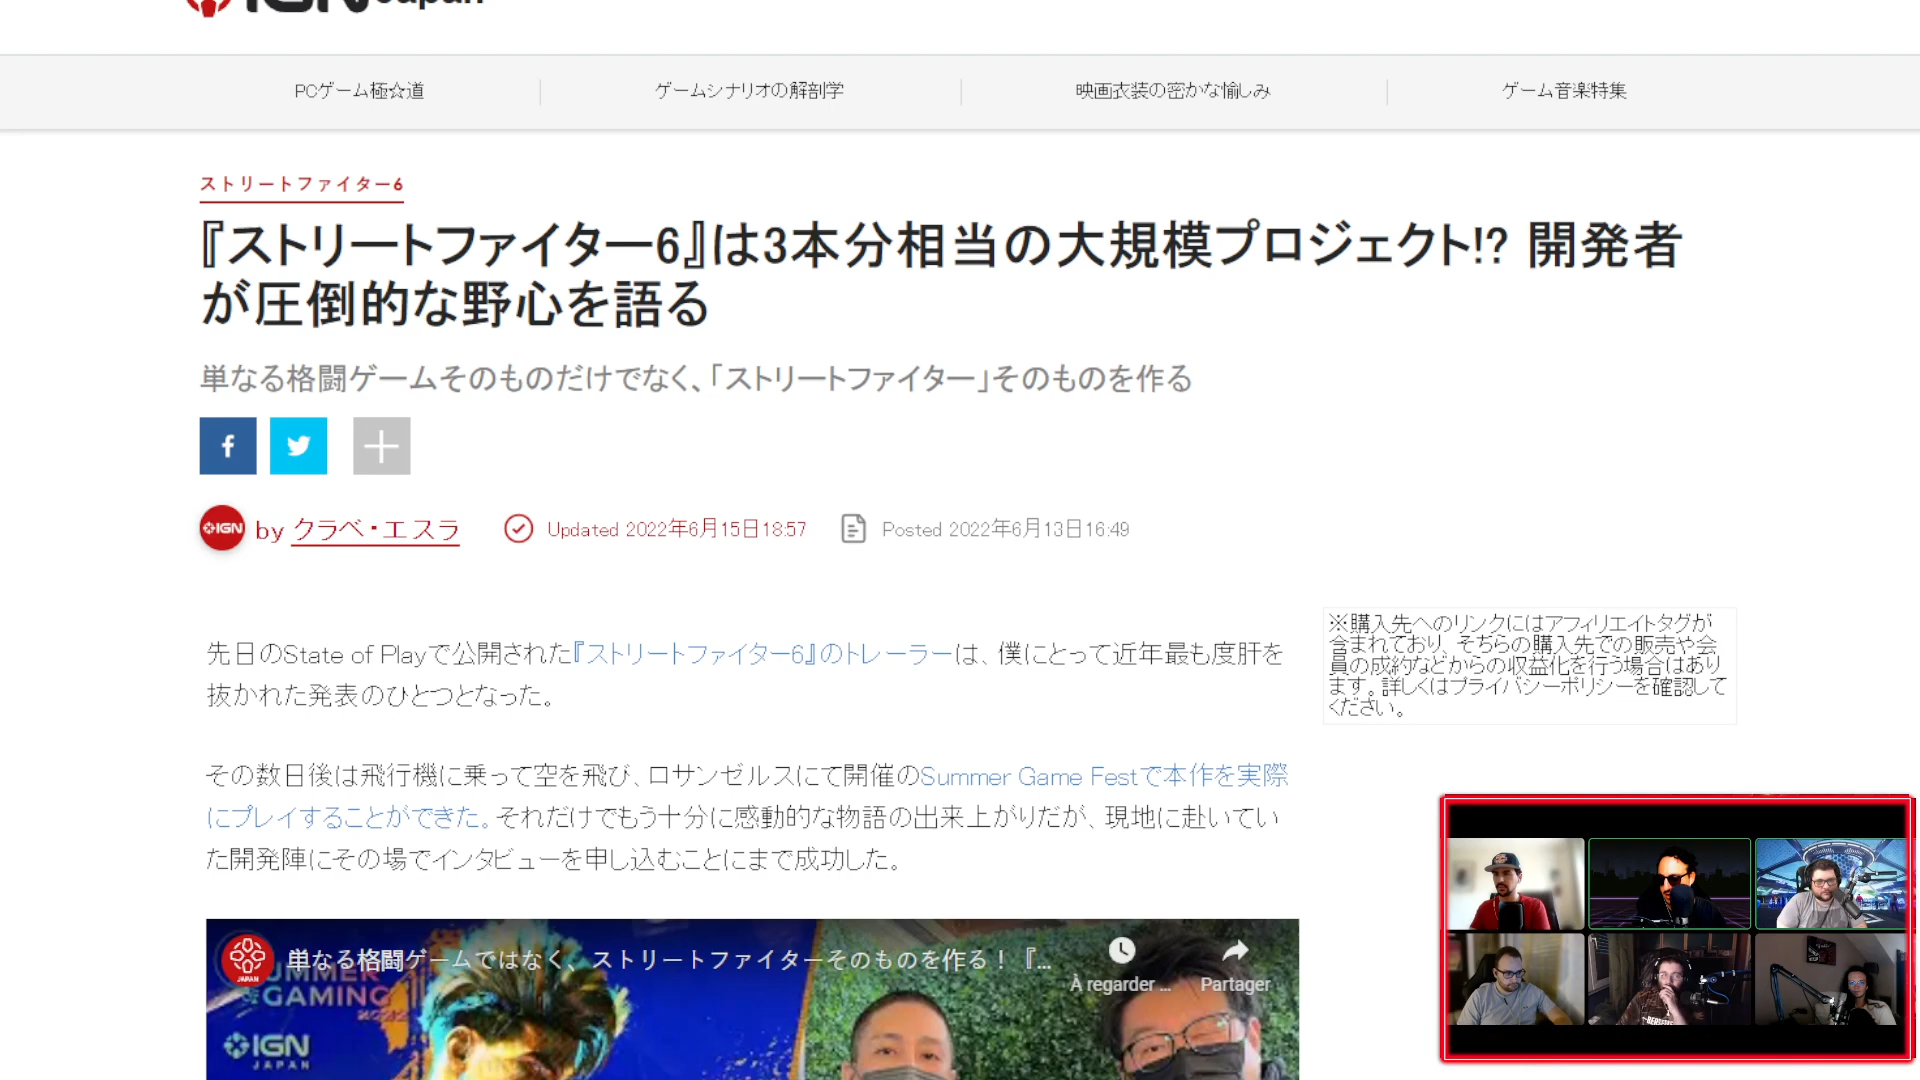 IGN Japan
PCゲーム極☆道
ゲームシナリオの解剖学
映画衣装の密かな愉しみ
ゲーム音楽特集
ストリートファイター6
『ストリートファイター6』は3本分相当の大規模プロジェクト!? 開発者
が圧倒的な野心を語る
単なる格闘ゲームそのものだけでなく、「ストリートファイター」そのものを作る
IGN by クラベ・エスラ
Updated 2022年6月15日18:57
Posted 2022年6月13日16:49
先日のState of Playで公開された『ストリートファイター6』のトレーラーは、僕にとって近年最も度肝を
抜かれた発表のひとつとなった。
その数日後は飛行機に乗って空を飛び、ロサンゼルスにて開催のSummer Game Festで本作を実際
にプレイすることができた。それだけでもう十分に感動的な物語の出来上がりだが、現地に赴いてい
た開発陣にその場でインタビューを申し込むことにまで成功した。
※購入先へのリンクにはアフィリエイトタグが
含まれており、そちらの購入先での販売や会
員の成約などからの収益化を行う場合はあり
ます。詳しくはプライバシーポリシーを確認して
ください。
JAPAN
単なる格闘ゲームではなく、ストリートファイターそのものを作る！『...
À regarder ...
Partager
SUMMER
of GAMING
2022
IGN
JAPAN